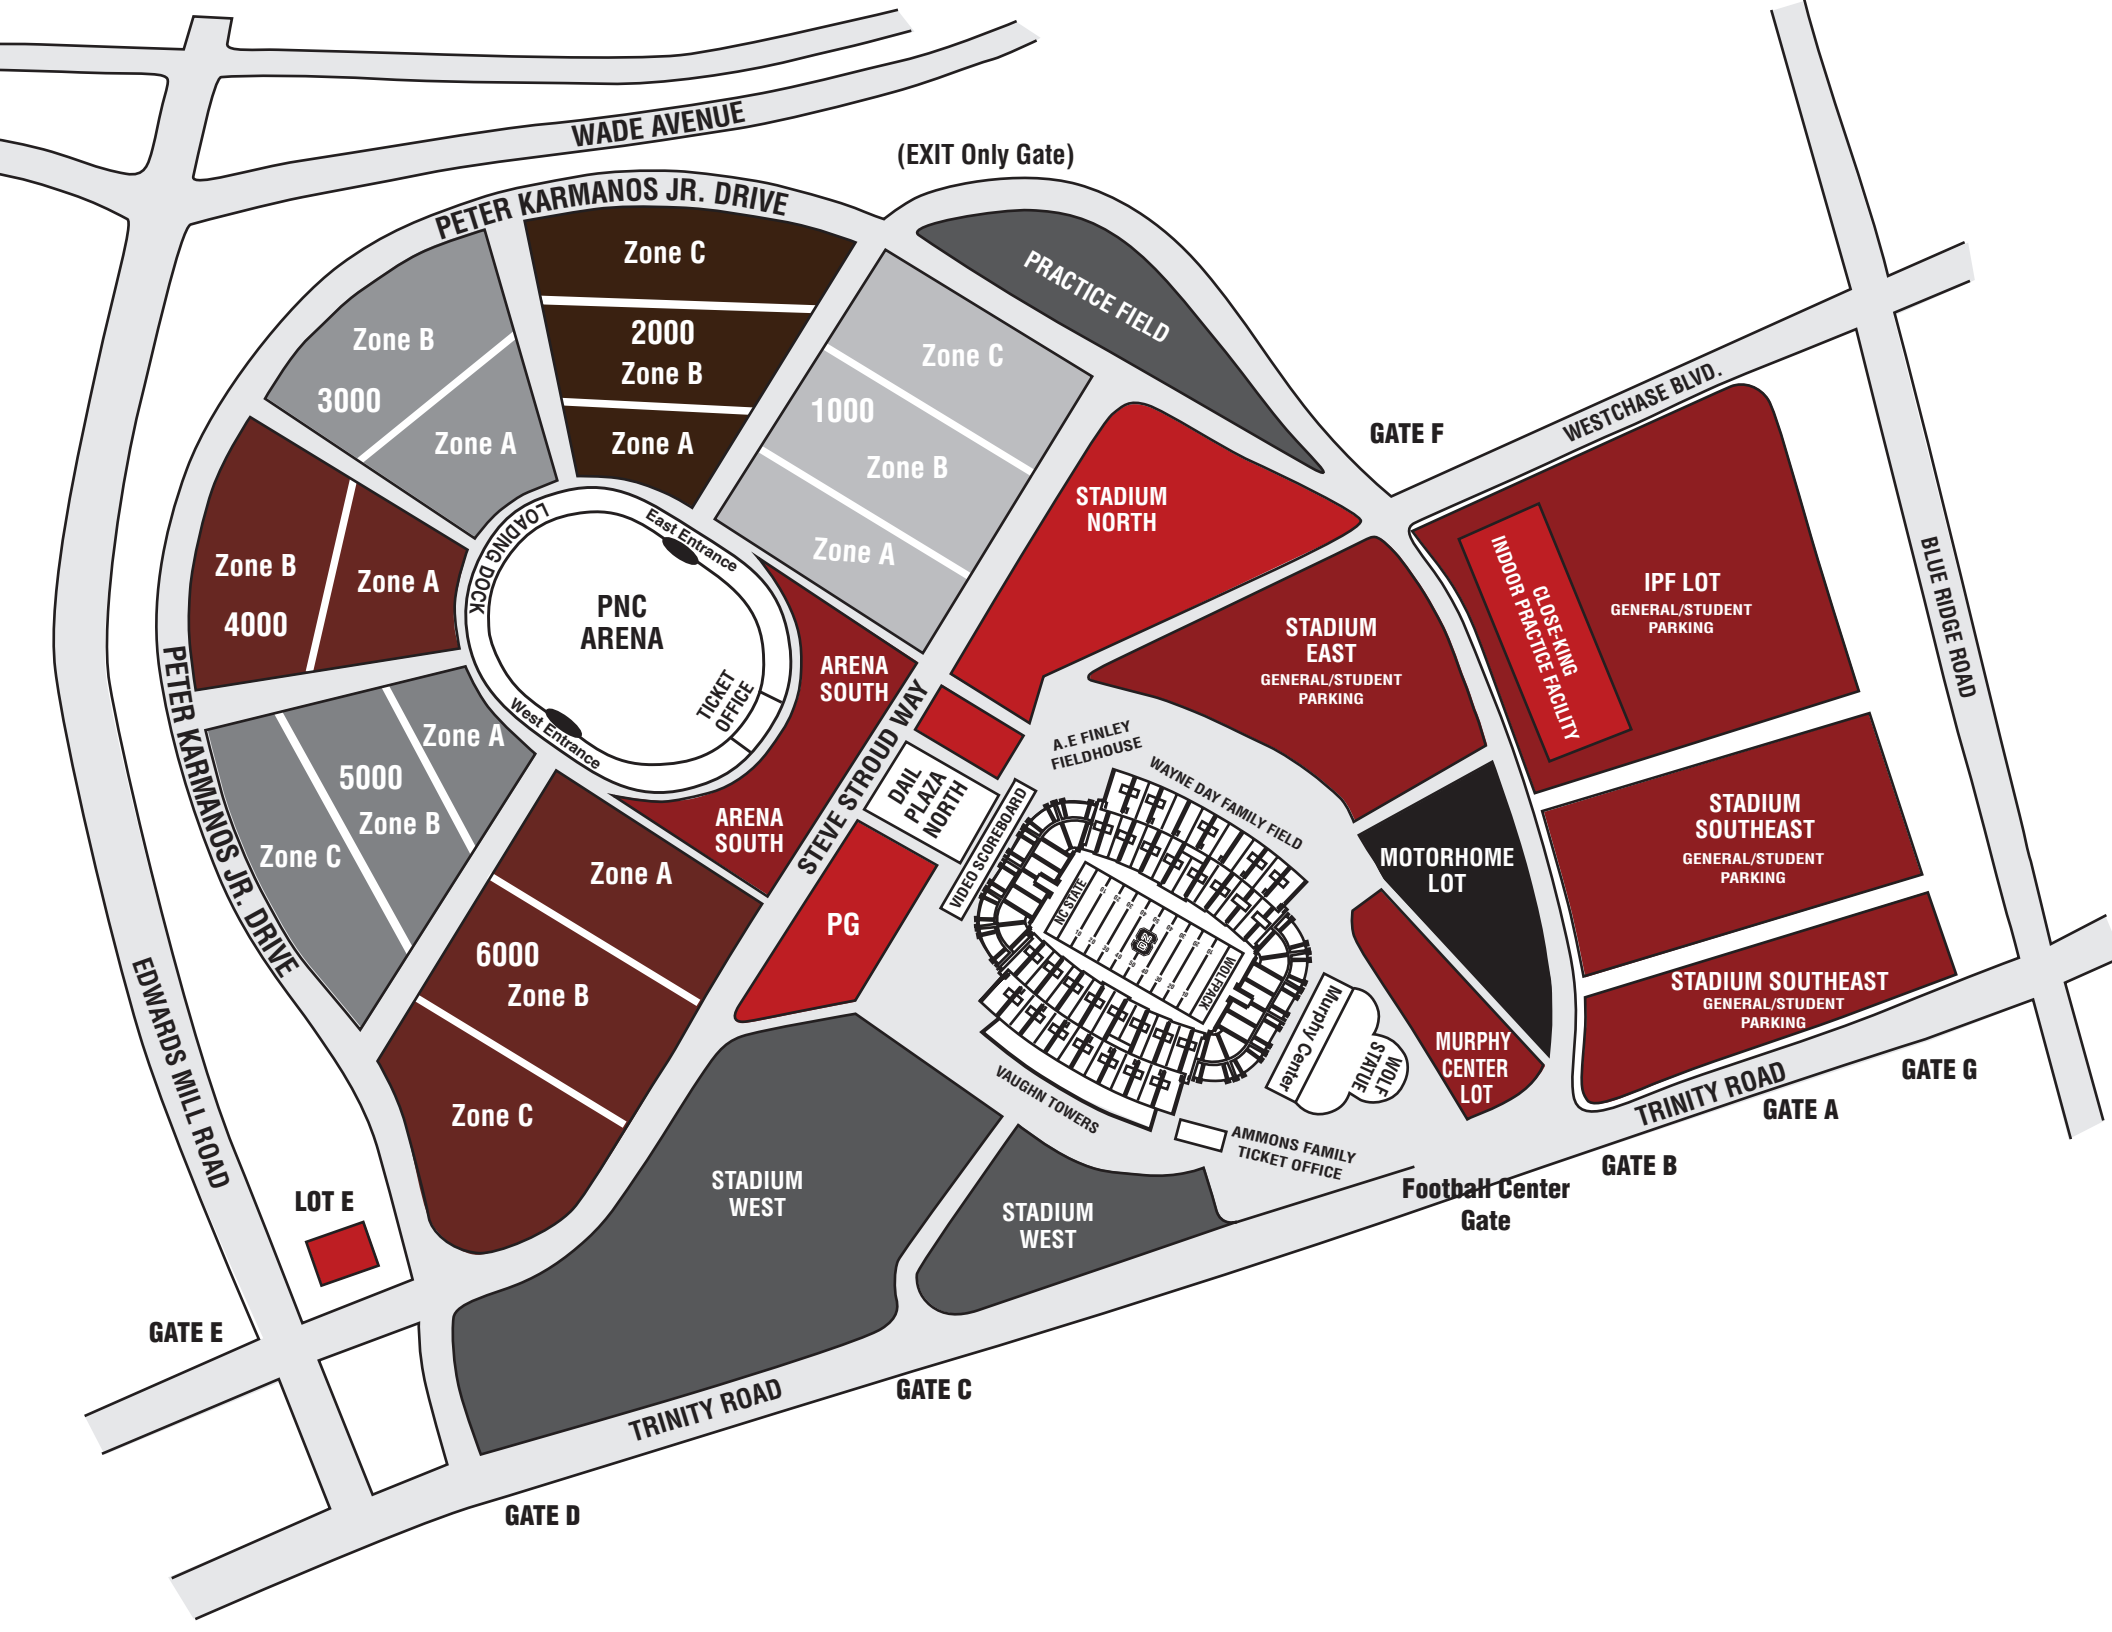 WADE AVENUE
(EXIT Only Gate)
PETER KARMANOS JR. DRIVE
Zone C
2000
Zone B
Zone A
Zone B
3000
Zone A
Zone C
1000
Zone B
Zone A
PRACTICE FIELD
GATE F
WESTCHASE BLVD.
STADIUM
NORTH
Zone B
4000
Zone A
LOADING DOCK
East Entrance
PNC
ARENA
TICKET
OFFICE
West Entrance
ARENA
SOUTH
ARENA
SOUTH
STEVE STROUD WAY
STADIUM
EAST
GENERAL/STUDENT
PARKING
CLOSE-KING
INDOOR PRACTICE FACILITY
IPF LOT
GENERAL/STUDENT
PARKING
BLUE RIDGE ROAD
PETER KARMANOS JR. DRIVE
Zone A
5000
Zone B
Zone C
A.E FINLEY
FIELDHOUSE
DAIL
PLAZA
NORTH
VIDEO SCOREBOARD
WAYNE DAY FAMILY FIELD
NC STATE
WOLFPACK
STADIUM
SOUTHEAST
GENERAL/STUDENT
PARKING
MOTORHOME
LOT
Zone A
6000
Zone B
Zone C
PG
STADIUM SOUTHEAST
GENERAL/STUDENT
PARKING
Murphy Center
WOLF
STATUE
MURPHY
CENTER
LOT
VAUGHN TOWERS
AMMONS FAMILY
TICKET OFFICE
EDWARDS MILL ROAD
TRINITY ROAD
GATE G
GATE A
GATE B
Football Center
Gate
STADIUM
WEST
STADIUM
WEST
LOT E
GATE E
TRINITY ROAD
GATE C
GATE D